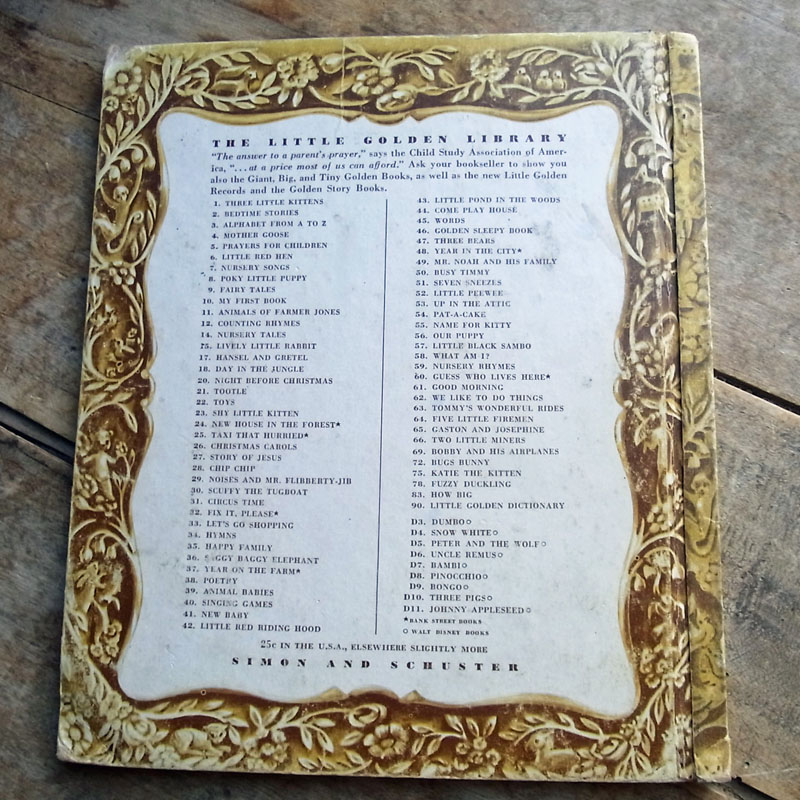 THE LITTLE GOLDEN LIBRARY
"The answer to a parent's prayer," says the Child Study Association of Amer-
ica, "...at a price most of us can afford." Ask your bookseller to show you
also the Giant, Big, and Tiny Golden Books, as well as the new Little Golden
Records and the Golden Story Books.
1. THREE LITTLE KITTENS
2. BEDTIME STORIES
3. ALPHABET FROM A TO Z
4. MOTHER GOOSE
5. PRAYERS FOR CHILDREN
6. LITTLE RED HEN
7. NURSERY SONGS
8. POKY LITTLE PUPPY
9. FAIRY TALES
10. MY FIRST BOOK
11. ANIMALS OF FARMER JONES
12. COUNTING RHYMES
14. NURSERY TALES
15. LIVELY LITTLE RABBIT
17. HANSEL AND GRETEL
18. DAY IN THE JUNGLE
20. NIGHT BEFORE CHRISTMAS
21. TOOTLE
22. TOYS
23. SHY LITTLE KITTEN
24. NEW HOUSE IN THE FOREST*
25. TAXI THAT HURRIED*
26. CHRISTMAS CAROLS
27. STORY OF JESUS
28. CHIP CHIP
29. NOISES AND MR. FLIBBERTY-JIB
30. SCUFFY THE TUGBOAT
31. CIRCUS TIME
32. FIX IT, PLEASE*
33. LET'S GO SHOPPING
34. HYMNS
35. HAPPY FAMILY
36. SAGGY BAGGY ELEPHANT
37. YEAR ON THE FARM*
38. POETRY
39. ANIMAL BABIES
40. SINGING GAMES
41. NEW BABY
42. LITTLE RED RIDING HOOD
43. LITTLE POND IN THE WOODS
44. COME PLAY HOUSE
45. WORDS
46. GOLDEN SLEEPY BOOK
47. THREE BEARS
48. YEAR IN THE CITY*
49. MR. NOAH AND HIS FAMILY
50. BUSY TIMMY
51. SEVEN SNEEZES
52. LITTLE PEEWEE
53. UP IN THE ATTIC
54. PAT-A-CAKE
55. NAME FOR KITTY
56. OUR PUPPY
57. LITTLE BLACK SAMBO
58. WHAT AM I?
59. NURSERY RHYMES
60. GUESS WHO LIVES HERE*
61. GOOD MORNING
62. WE LIKE TO DO THINGS
63. TOMMY'S WONDERFUL RIDES
64. FIVE LITTLE FIREMEN
65. GASTON AND JOSEPHINE
66. TWO LITTLE MINERS
69. BOBBY AND HIS AIRPLANES
72. BUGS BUNNY
75. KATIE THE KITTEN
78. FUZZY DUCKLING
83. HOW BIG
90. LITTLE GOLDEN DICTIONARY
D3. DUMBO○
D4. SNOW WHITE○
D5. PETER AND THE WOLF○
D6. UNCLE REMUS○
D7. BAMBI○
D8. PINOCCHIO○
D9. BONGO○
D10. THREE PIGS○
D11. JOHNNY APPLESEED○
*BANK STREET BOOKS
○ WALT DISNEY BOOKS
25c IN THE U.S.A., ELSEWHERE SLIGHTLY MORE
SIMON AND SCHUSTER